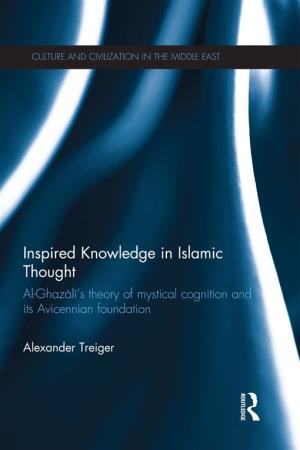 CULTURE AND CIVILIZATION IN THE MIDDLE EAST
Inspired Knowledge in Islamic
Thought
Al-Ghazālī's theory of mystical cognition and
its Avicennian foundation
Alexander Treiger
ROUTLEDGE